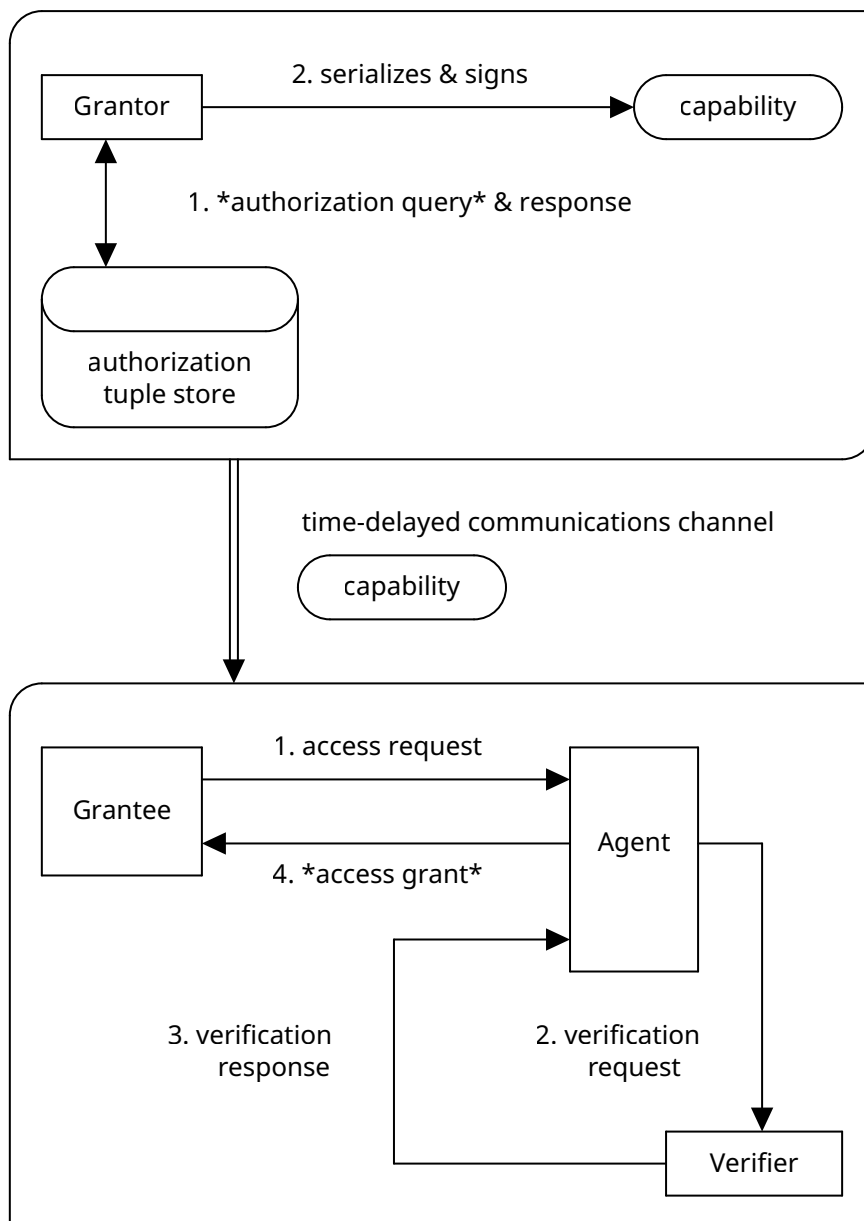 2. serializes & signs
Grantor
capability
1. *authorization query* & response
authorization
tuple store
time-delayed communications channel
capability
1. access request
Grantee
Agent
4. *access grant*
3. verification
response
2. verification
request
Verifier